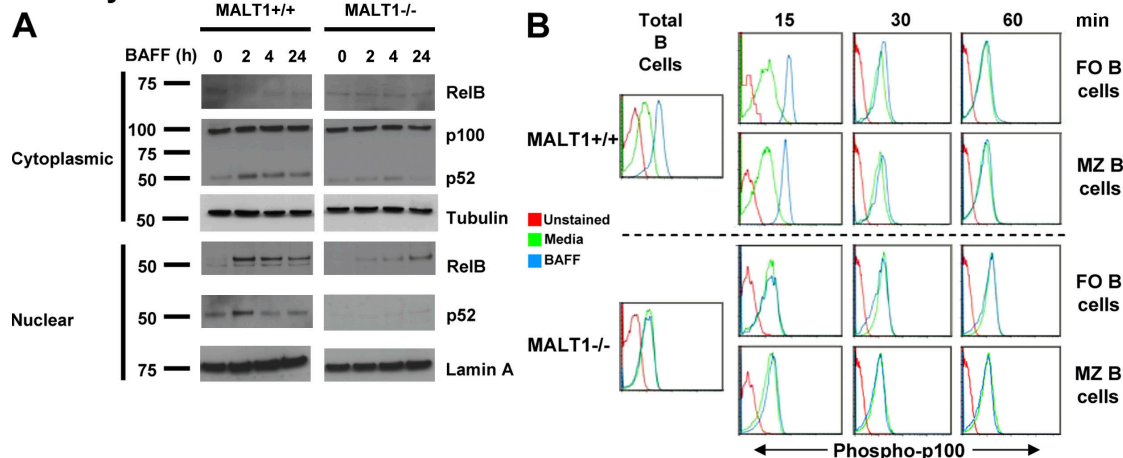 A
MALT1+/+ MALT1-/-
BAFF (h) 0 2 4 24 0 2 4 24
Cytoplasmic
75 RelB
100 p100
75
50 p52
50 Tubulin
Nuclear
50 RelB
50 p52
75 Lamin A
B
Total
B
Cells
15 30 60 min
MALT1+/+
FO B
cells
MZ B
cells
Unstained
Media
BAFF
MALT1-/-
FO B
cells
MZ B
cells
Phospho-p100